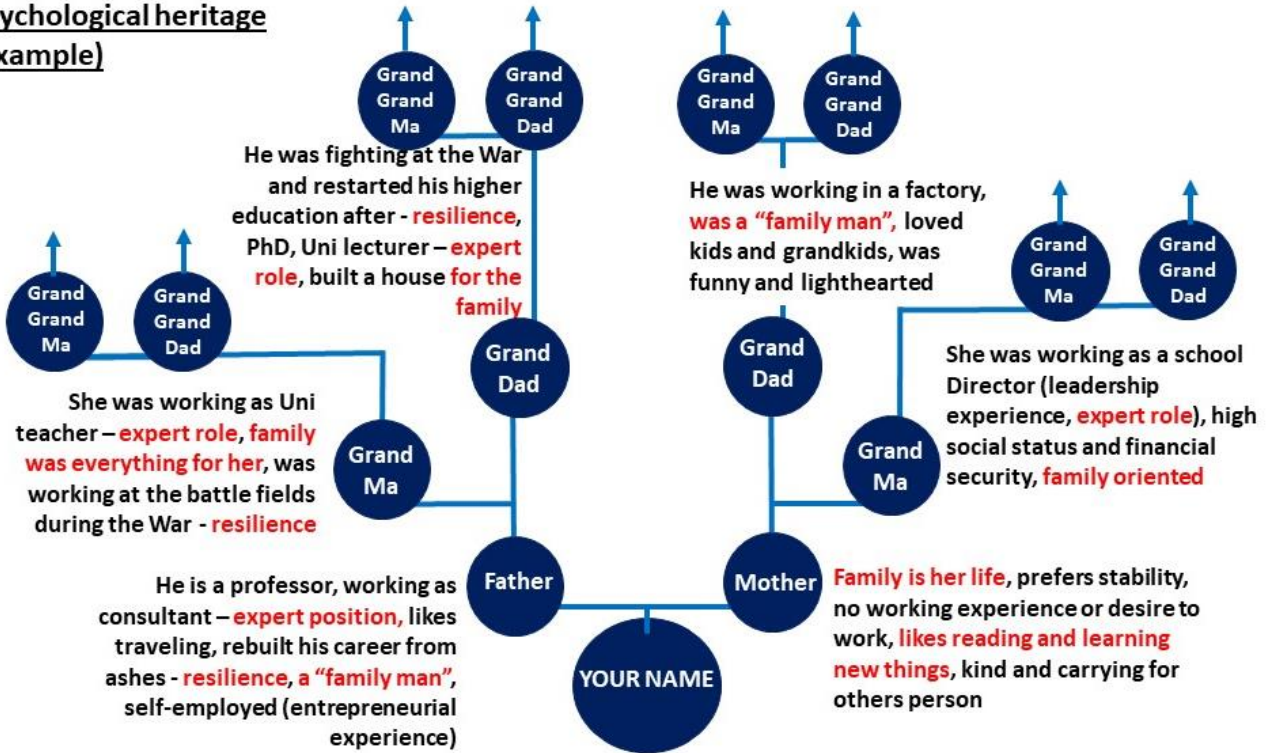 ychological heritage
xample)
Grand
Grand
Ma
Grand
Grand
Dad
Grand
Grand
Ma
Grand
Grand
Dad
He was fighting at the War
and restarted his higher
education after - resilience,
PhD, Uni lecturer – expert
role, built a house for the
family
He was working in a factory,
was a “family man”, loved
kids and grandkids, was
funny and lighthearted
Grand
Grand
Ma
Grand
Grand
Dad
Grand
Grand
Ma
Grand
Grand
Dad
She was working as Uni
teacher – expert role, family
was everything for her, was
working at the battle fields
during the War - resilience
Grand
Ma
Grand
Dad
Grand
Dad
Grand
Ma
She was working as a school
Director (leadership
experience, expert role), high
social status and financial
security, family oriented
He is a professor, working as
consultant – expert position, likes
traveling, rebuilt his career from
ashes - resilience, a “family man”,
self-employed (entrepreneurial
experience)
Father
Mother
Family is her life, prefers stability,
no working experience or desire to
work, likes reading and learning
new things, kind and carrying for
others person
YOUR NAME